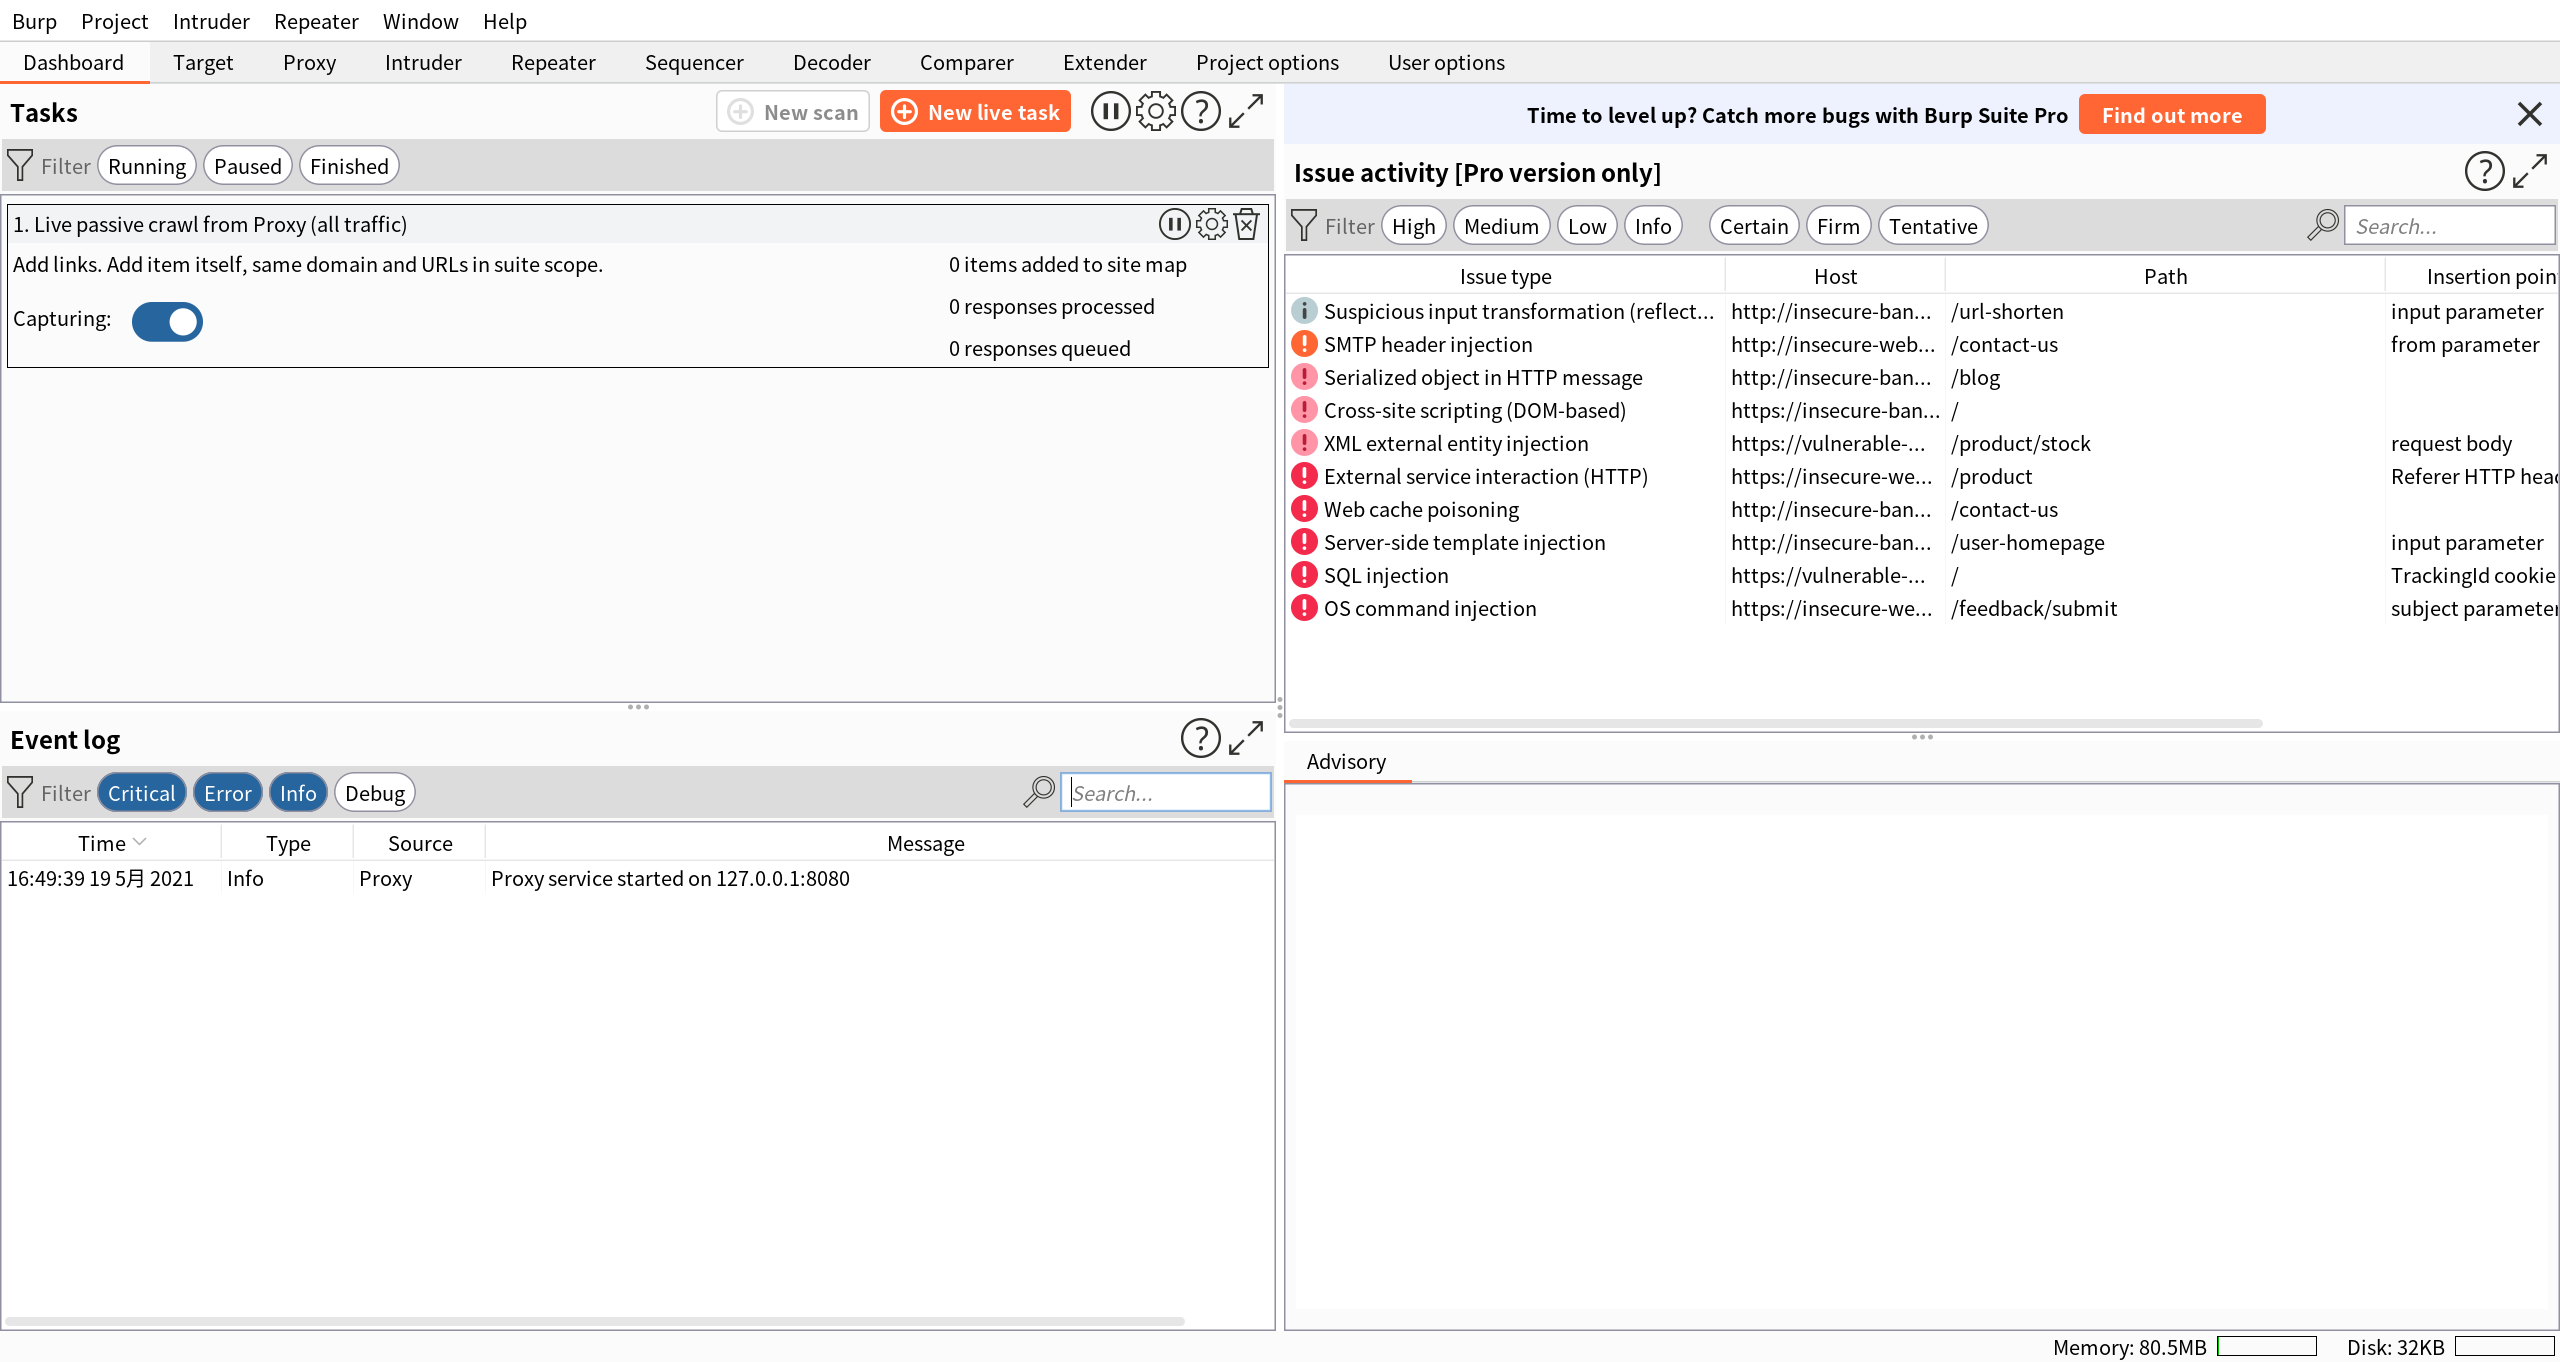 Burp Project Intruder Repeater Window Help
Dashboard Target Proxy Intruder Repeater Sequencer Decoder Comparer Extender Project options User options
Tasks
New scan New live task
Filter Running Paused Finished
1. Live passive crawl from Proxy (all traffic)
Add links. Add item itself, same domain and URLs in suite scope.
0 items added to site map
Capturing:
0 responses processed
0 responses queued
Event log
Filter Critical Error Info Debug Search...
Time Type Source Message
16:49:39 19 5月 2021 Info Proxy Proxy service started on 127.0.0.1:8080
Time to level up? Catch more bugs with Burp Suite Pro Find out more
Issue activity [Pro version only]
Filter High Medium Low Info Certain Firm Tentative Search...
Issue type Host Path Insertion poin
Suspicious input transformation (reflect... http://insecure-ban... /url-shorten input parameter
SMTP header injection http://insecure-web... /contact-us from parameter
Serialized object in HTTP message http://insecure-ban... /blog
Cross-site scripting (DOM-based) https://insecure-ban... /
XML external entity injection https://vulnerable-... /product/stock request body
External service interaction (HTTP) https://insecure-we... /product Referer HTTP head
Web cache poisoning http://insecure-ban... /contact-us
Server-side template injection http://insecure-ban... /user-homepage input parameter
SQL injection https://vulnerable-... / TrackingId cookie
OS command injection https://insecure-we... /feedback/submit subject parameter
Advisory
Memory: 80.5MB Disk: 32KB